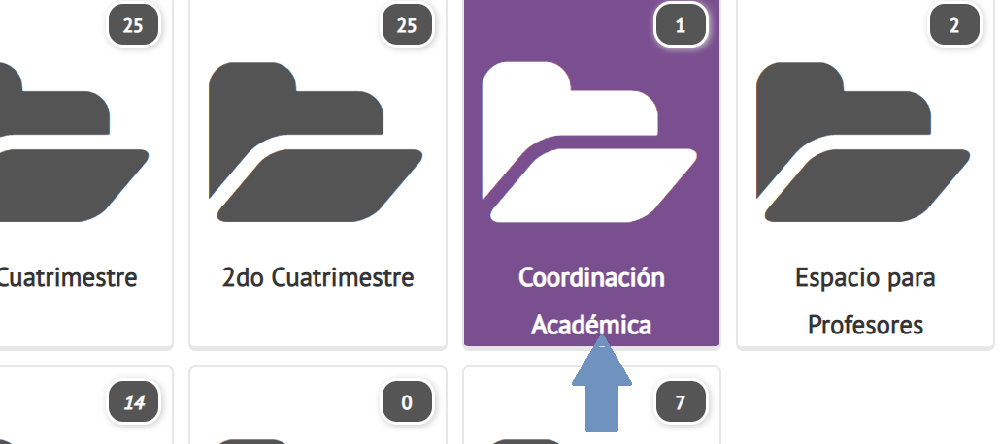 25
25
1
2
Cuatrimestre
2do Cuatrimestre
Coordinación
Académica
Espacio para
Profesores
14
0
7